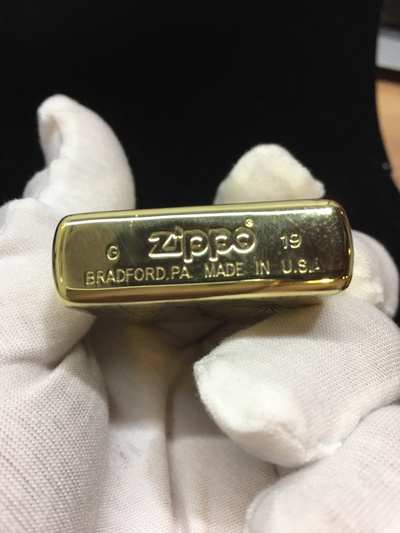 G zippo® 19
BRADFORD,PA. MADE IN U.S.A